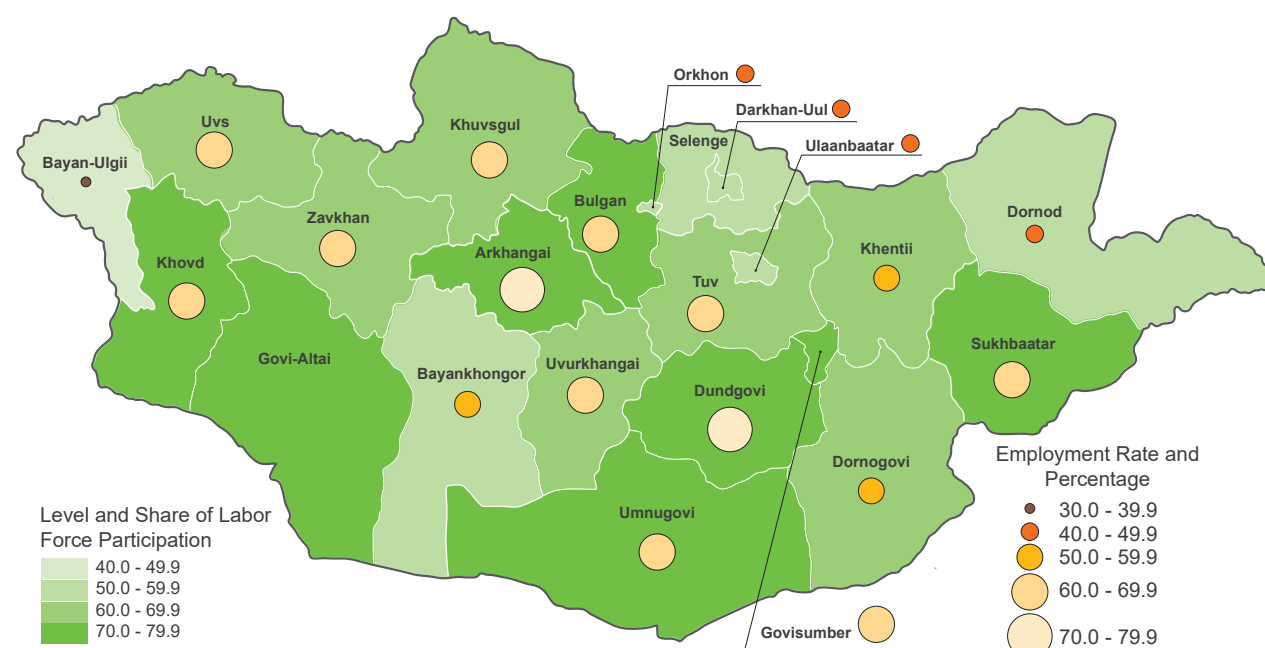 Orkhon
Darkhan-Uul
Uvs
Khuvsgul
Selenge
Ulaanbaatar
Bayan-Ulgii
Bulgan
Zavkhan
Dornod
Khovd
Arkhangai
Khentii
Tuv
Govi-Altai
Uvurkhangai
Sukhbaatar
Bayankhongor
Dundgovi
Dornogovi
Umnugovi
Govisumber
Level and Share of Labor
Force Participation
40.0 - 49.9
50.0 - 59.9
60.0 - 69.9
70.0 - 79.9
Employment Rate and
Percentage
30.0 - 39.9
40.0 - 49.9
50.0 - 59.9
60.0 - 69.9
70.0 - 79.9